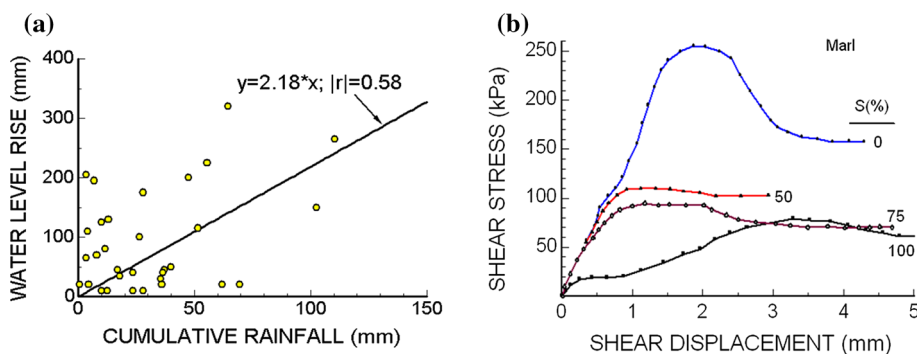 (a)
WATER LEVEL RISE (mm)
400
300
200
100
0
y=2.18*x; |r|=0.58
0
50
100
150
CUMULATIVE RAINFALL (mm)
(b)
SHEAR STRESS (kPa)
250
200
150
100
50
0
Marl
S(%)
0
50
75
100
0
1
2
3
4
5
SHEAR DISPLACEMENT (mm)